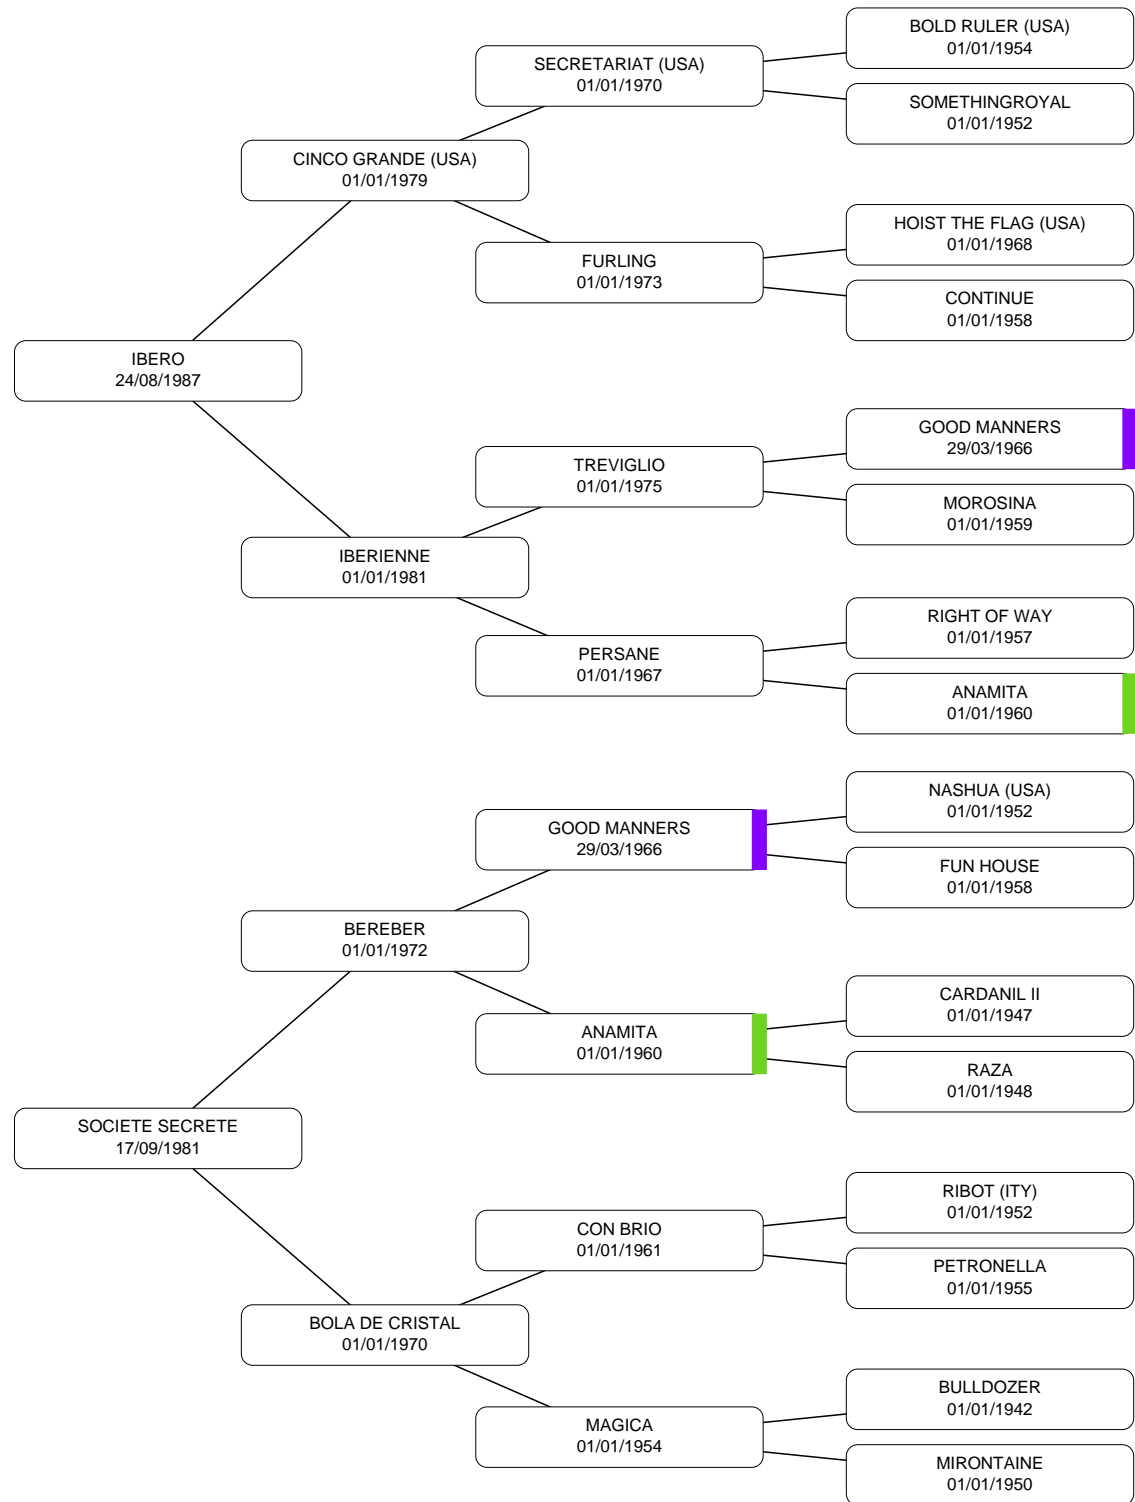 BOLD RULER (USA)
01/01/1954
SECRETARIAT (USA)
01/01/1970
SOMETHINGROYAL
01/01/1952
CINCO GRANDE (USA)
01/01/1979
HOIST THE FLAG (USA)
01/01/1968
FURLING
01/01/1973
CONTINUE
01/01/1958
IBERO
24/08/1987
GOOD MANNERS
29/03/1966
TREVIGLIO
01/01/1975
MOROSINA
01/01/1959
IBERIENNE
01/01/1981
RIGHT OF WAY
01/01/1957
PERSANE
01/01/1967
ANAMITA
01/01/1960
NASHUA (USA)
01/01/1952
GOOD MANNERS
29/03/1966
FUN HOUSE
01/01/1958
BEREBER
01/01/1972
CARDANIL II
01/01/1947
ANAMITA
01/01/1960
RAZA
01/01/1948
SOCIETE SECRETE
17/09/1981
RIBOT (ITY)
01/01/1952
CON BRIO
01/01/1961
PETRONELLA
01/01/1955
BOLA DE CRISTAL
01/01/1970
BULLDOZER
01/01/1942
MAGICA
01/01/1954
MIRONTAINE
01/01/1950